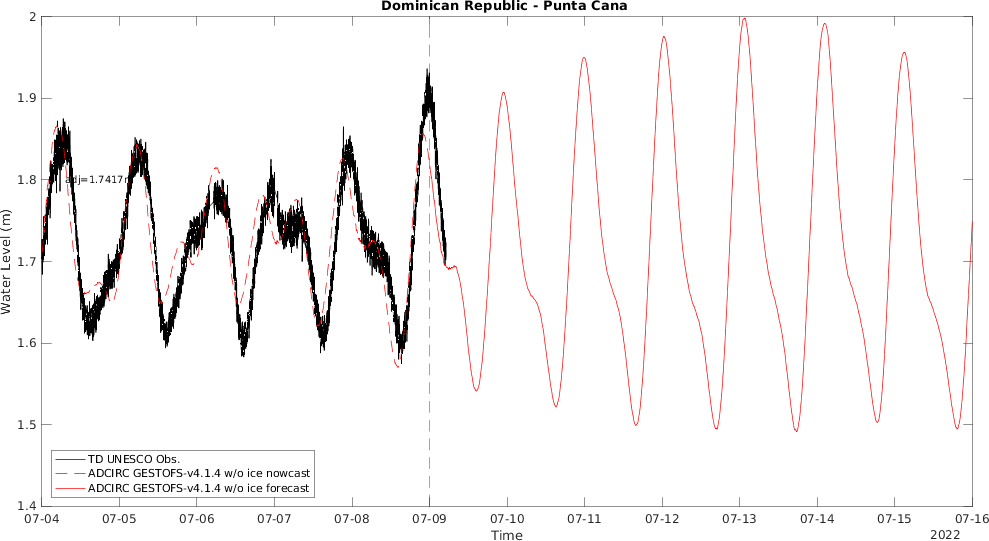 Dominican Republic - Punta Cana
2
1.9
1.8
1.7
1.6
1.5
1.4
Water Level (m)
adj=1.7417
TD UNESCO Obs.
ADCIRC GESTOFS-v4.1.4 w/o ice nowcast
ADCIRC GESTOFS-v4.1.4 w/o ice forecast
07-04 07-05 07-06 07-07 07-08 07-09 07-10 07-11 07-12 07-13 07-14 07-15 07-16
Time
2022